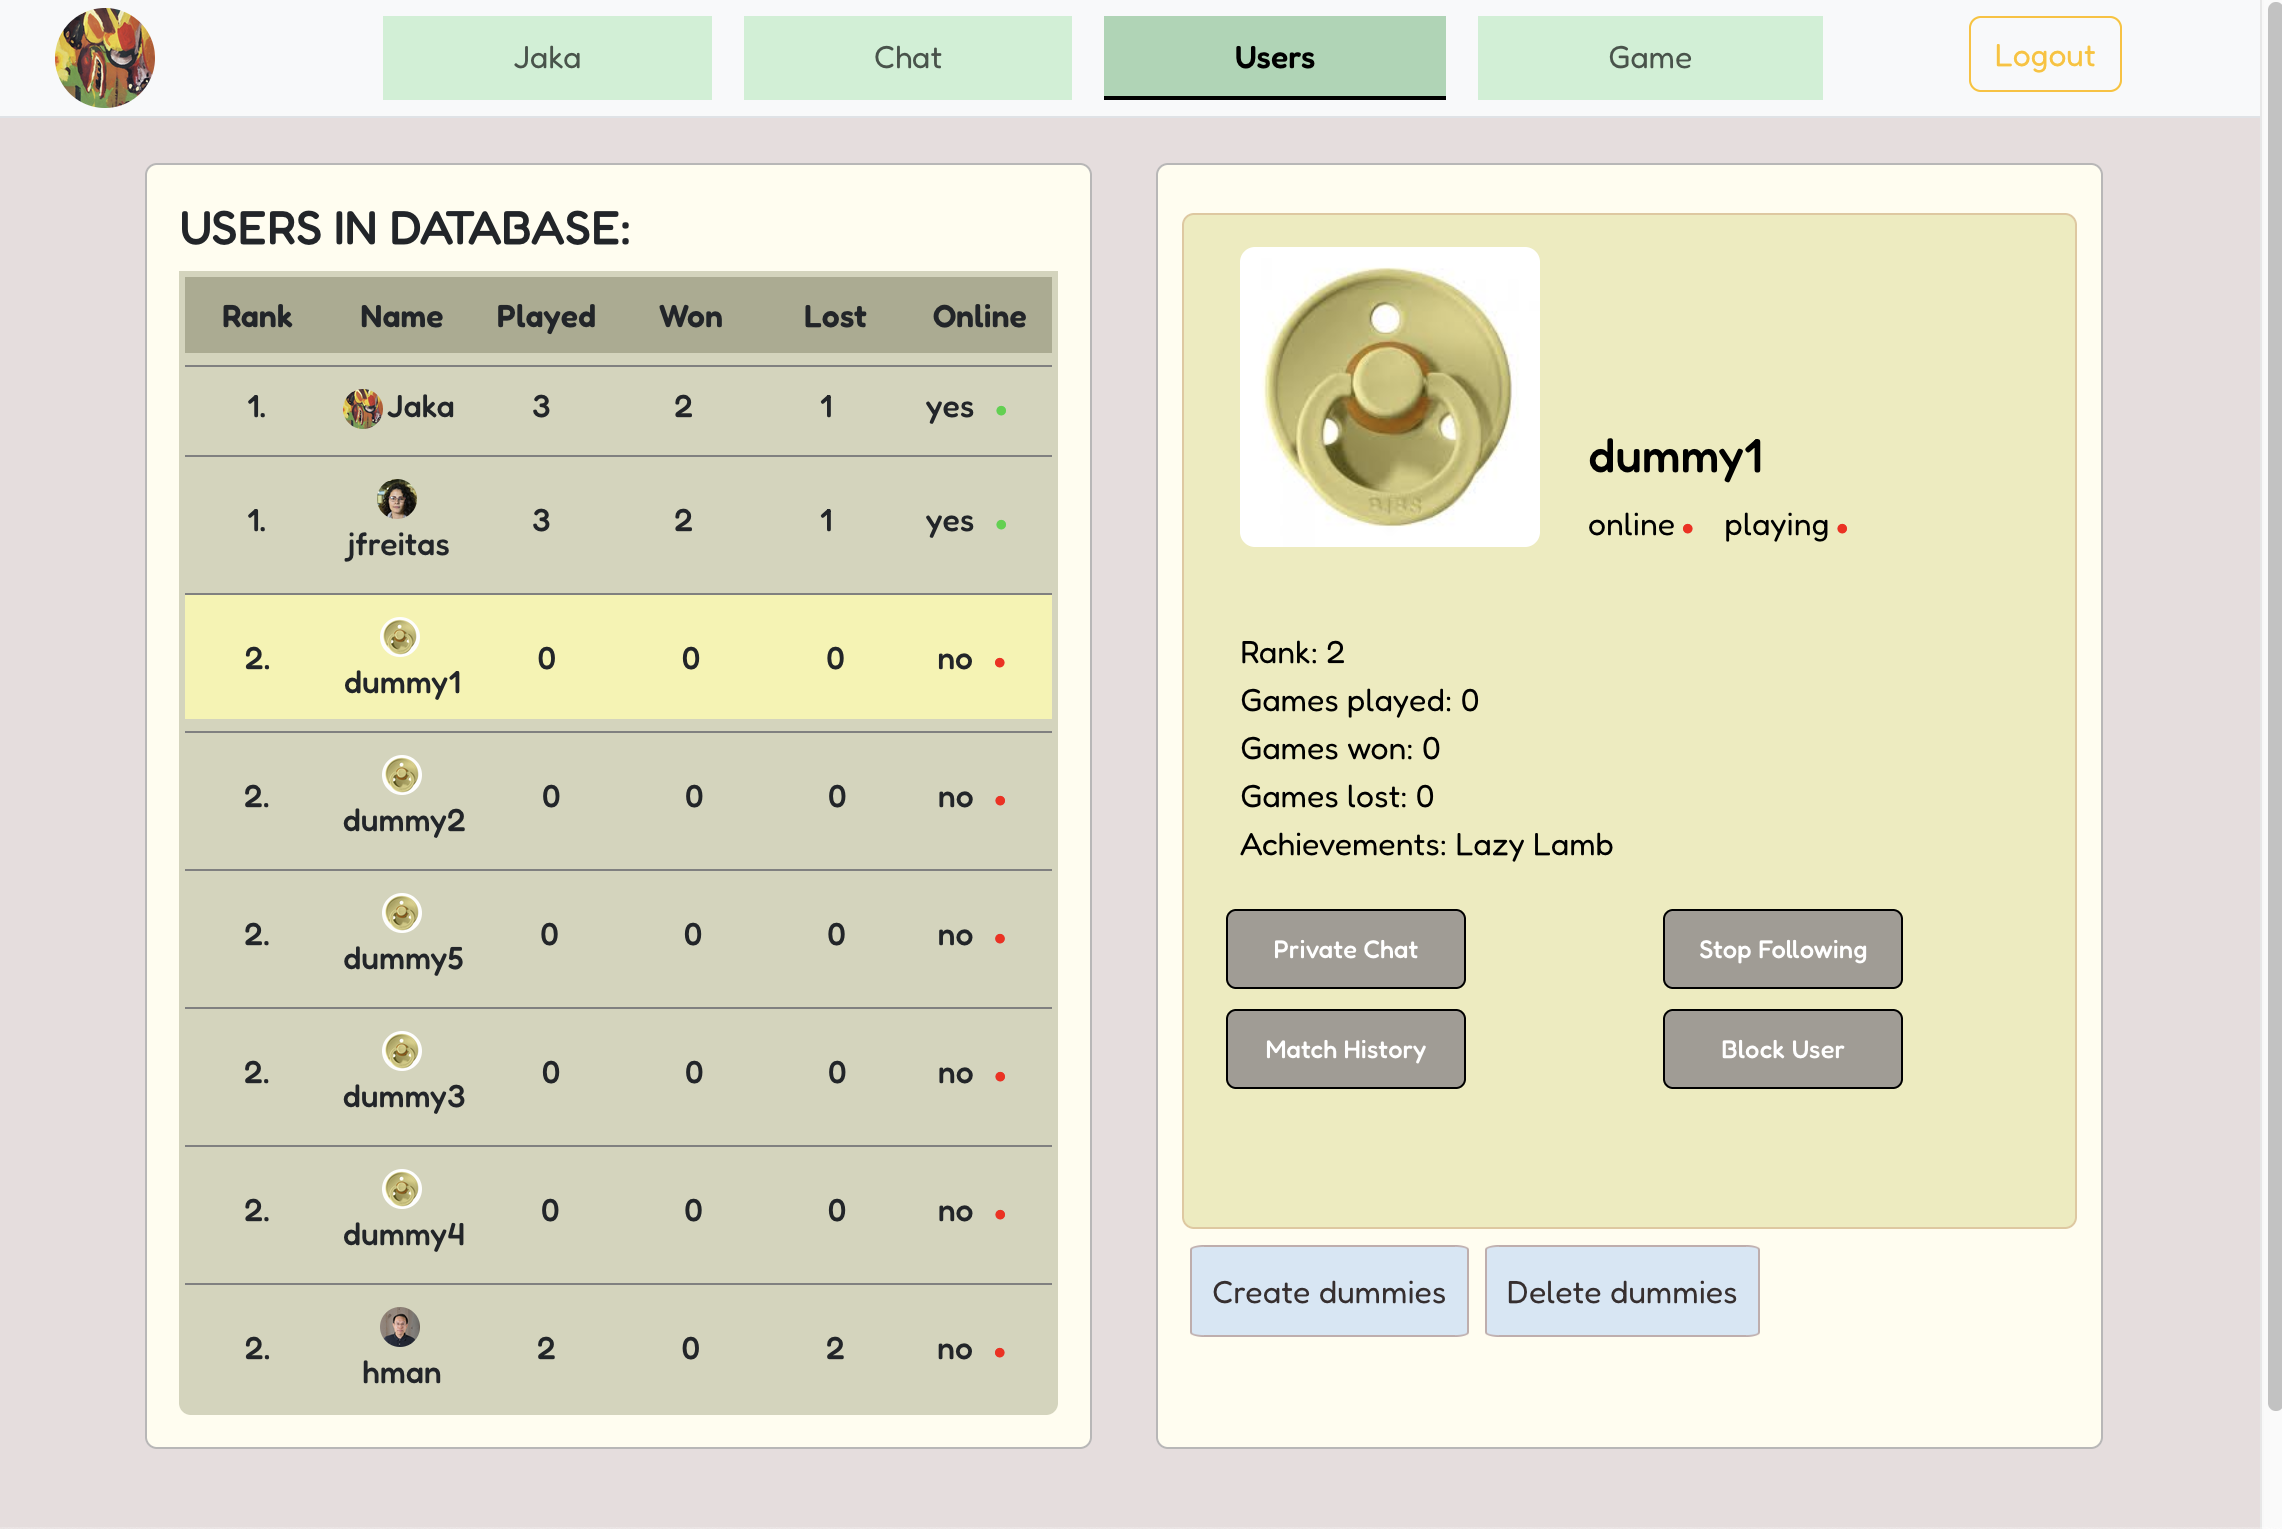 Jaka Chat Users Game Logout
USERS IN DATABASE:
Rank Name Played Won Lost Online
1. Jaka 3 2 1 yes
1. jfreitas 3 2 1 yes
2. dummy1 0 0 0 no
2. dummy2 0 0 0 no
2. dummy5 0 0 0 no
2. dummy3 0 0 0 no
2. dummy4 0 0 0 no
2. hman 2 0 2 no
BIBS
dummy1
online playing
Rank: 2
Games played: 0
Games won: 0
Games lost: 0
Achievements: Lazy Lamb
Private Chat Stop Following
Match History Block User
Create dummies Delete dummies